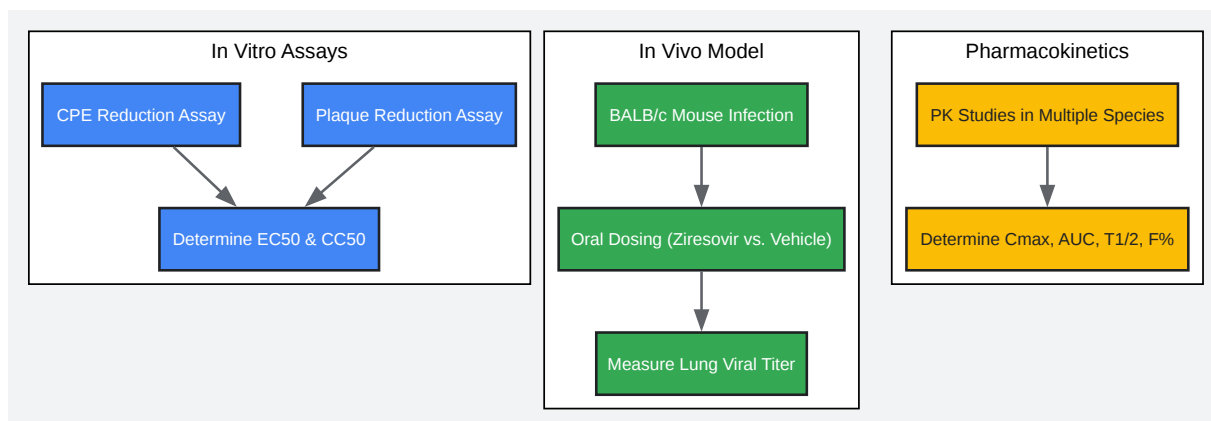 In Vitro Assays
CPE Reduction Assay
Plaque Reduction Assay
Determine EC50 & CC50
In Vivo Model
BALB/c Mouse Infection
Oral Dosing (Ziresovir vs. Vehicle)
Measure Lung Viral Titer
Pharmacokinetics
PK Studies in Multiple Species
Determine Cmax, AUC, T1/2, F%